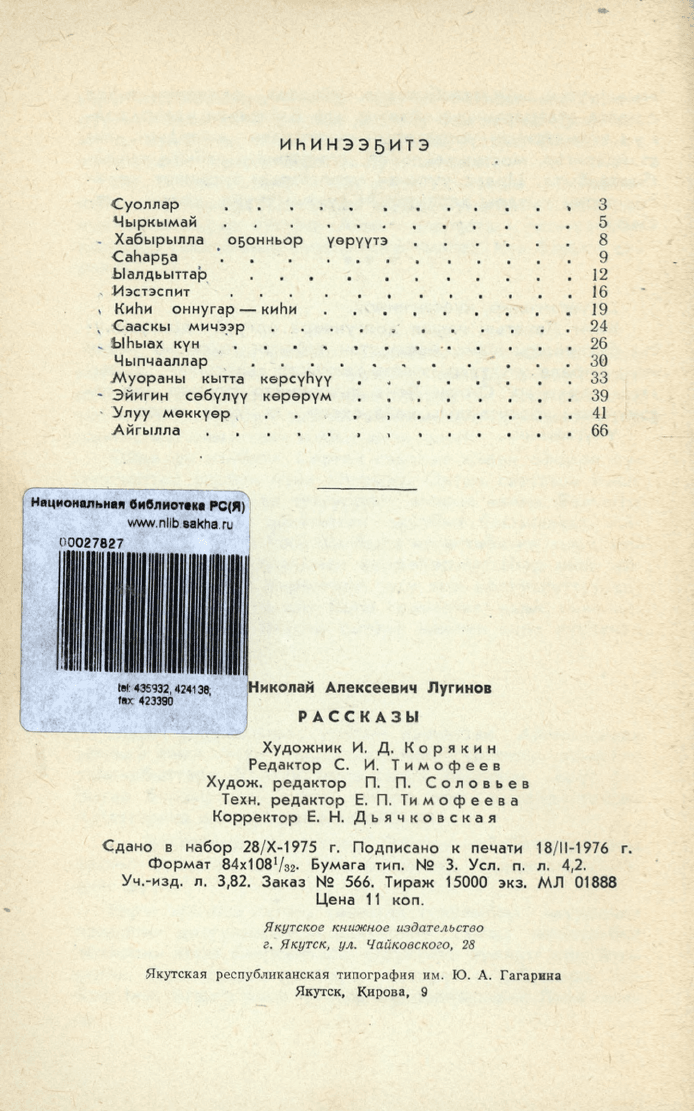 ИҺИНЭЭҔИТЭ
Суоллар . . . . . . . . . . . . 3
Чыркымай . . . . . . . . . . . . 5
Хабырылла оҕонньор үөрүүтэ . . . . . . 8
Саһарҕа . . . . . . . . . . . . 9
Ыалдьыттар . . . . . . . . . . . 12
Иэстэспит . . . . . . . . . . . . 16
Киһи оннугар — киһи . . . . . . . . 19
Сааскы мичээр . . . . . . . . . . 24
Ыһыах күн . . . . . . . . . . . . 26
Чыпчааллар . . . . . . . . . . . 30
Муораны кытта көрсүһүү . . . . . . . 33
Эйигин сөбүлүү көрөрүм . . . . . . . 39
Улуу мөккүөр . . . . . . . . . . 41
Айгылла . . . . . . . . . . . . 66
Национальная библиотека РС(Я)
www.nlib.sakha.ru
00027827
tel: 435932, 424138,
fax: 423390
Николай Алексеевич Лугинов
РАССКАЗЫ
Художник И. Д. Корякин
Редактор С. И. Тимофеев
Худож. редактор П. П. Соловьев
Техн. редактор Е. П. Тимофеева
Корректор Е. Н. Дьячковская
Сдано в набор 28/X-1975 г. Подписано к печати 18/II-1976 г.
Формат 84x108¹/₃₂. Бумага тип. № 3. Усл. п. л. 4,2.
Уч.-изд. л. 3,82. Заказ № 566. Тираж 15000 экз. МЛ 01888
Цена 11 коп.
Якутское книжное издательство
г. Якутск, ул. Чайковского, 28
Якутская республиканская типография им. Ю. А. Гагарина
Якутск, Кирова, 9